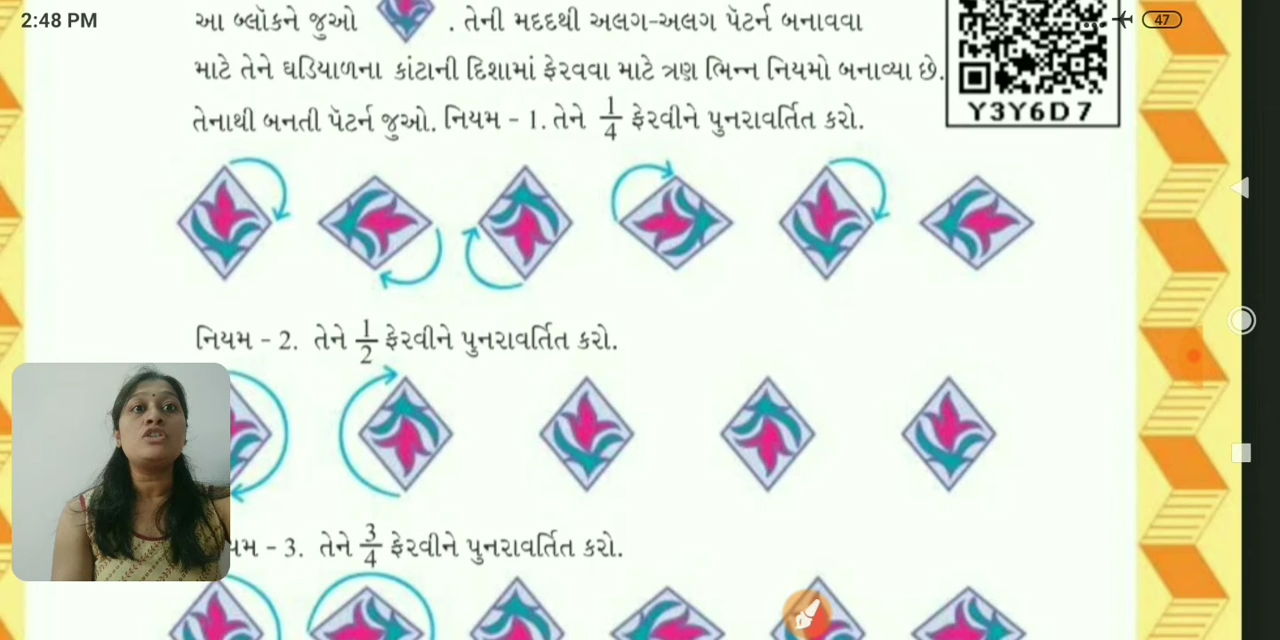 2:48 PM
47
આ બ્લૉકને જુઓ . તેની મદદથી અલગ-અલગ પૅટર્ન બનાવવા
માટે તેને ઘડિયાળના કાંટાની દિશામાં ફેરવવા માટે ત્રણ ભિન્ન નિયમો બનાવ્યા છે.
Y3Y6D7
તેનાથી બનતી પૅટર્ન જુઓ. નિયમ - 1. તેને 1/4 ફેરવીને પુનરાવર્તિત કરો.
નિયમ - 2. તેને 1/2 ફેરવીને પુનરાવર્તિત કરો.
યમ - 3. તેને 3/4 ફેરવીને પુનરાવર્તિત કરો.